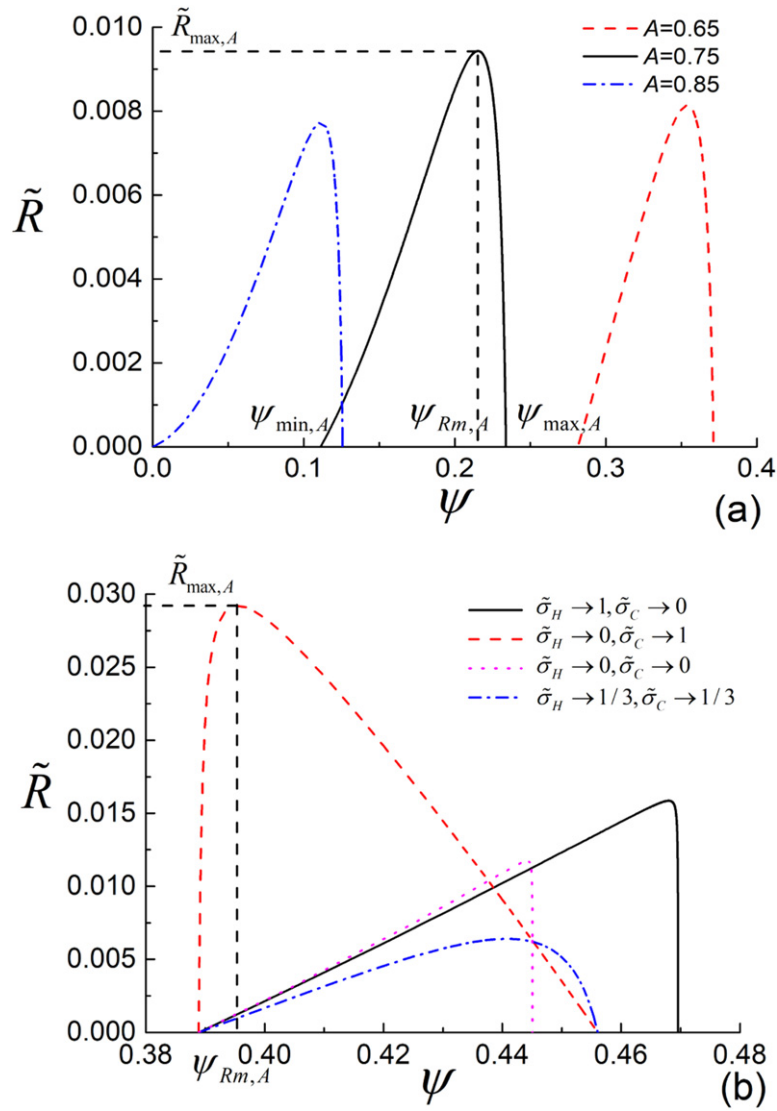 R̃max,A
A=0.65
A=0.75
A=0.85
0.010
0.008
0.006
0.004
0.002
0.000
R̃
ψmin,A
ψRm,A
ψmax,A
0.0 0.1 0.2 0.3 0.4
ψ
(a)
R̃max,A
0.030
0.025
0.020
0.015
0.010
0.005
0.000
R̃
σ̃H → 1, σ̃C → 0
σ̃H → 0, σ̃C → 1
σ̃H → 0, σ̃C → 0
σ̃H → 1/3, σ̃C → 1/3
0.38 0.40 0.42 0.44 0.46 0.48
ψRm,A
ψ
(b)